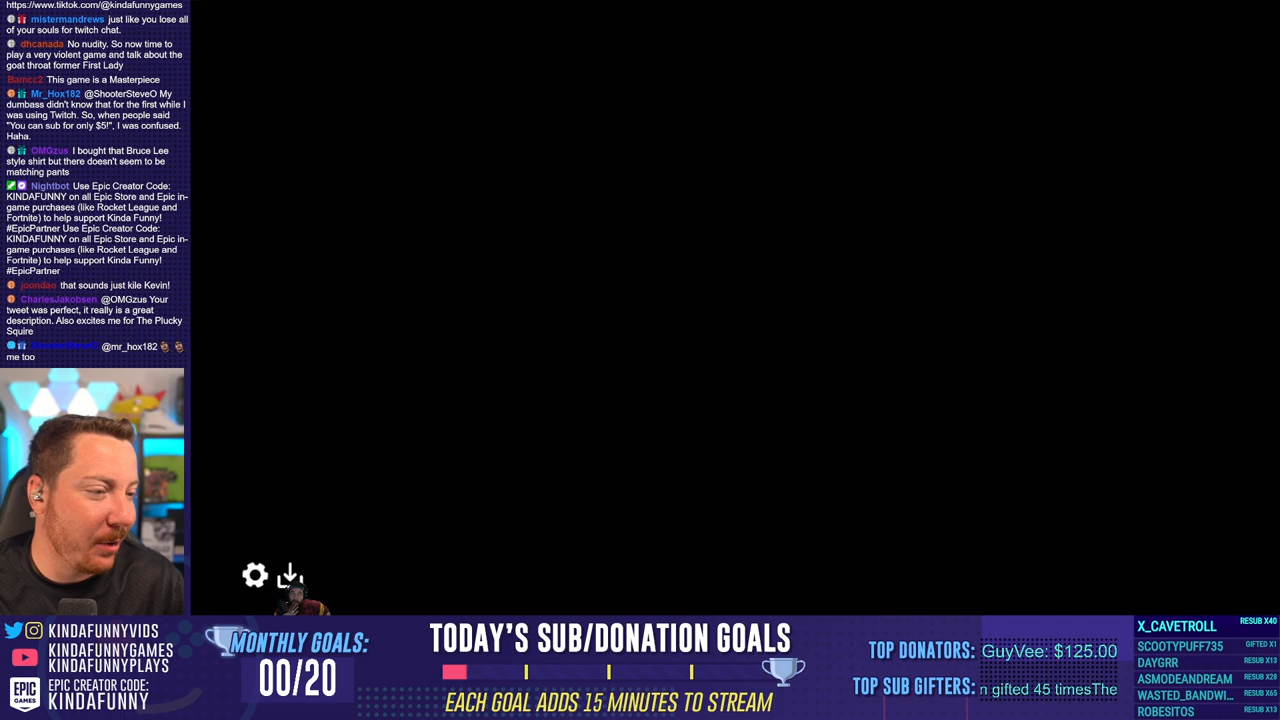 https://www.tiktok.com/@kindafunnygames
mistermandrews just like you lose all
of your souls for twitch chat.
dhcanada No nudity. So now time to
play a very violent game and talk about the
goat throat former First Lady
Bamcc2 This game is a Masterpiece
Mr_Hox182 @ShooterSteveO My
dumbass didn't know that for the first while I
was using Twitch. So, when people said
"You can sub for only $5!", I was confused.
Haha.
OMGzus I bought that Bruce Lee
style shirt but there doesn't seem to be
matching pants
Nightbot Use Epic Creator Code:
KINDAFUNNY on all Epic Store and Epic in-
game purchases (like Rocket League and
Fortnite) to help support Kinda Funny!
#EpicPartner Use Epic Creator Code:
KINDAFUNNY on all Epic Store and Epic in-
game purchases (like Rocket League and
Fortnite) to help support Kinda Funny!
#EpicPartner
joondao that sounds just kile Kevin!
CharlesJakobsen @OMGzus Your
tweet was perfect, it really is a great
description. Also excites me for The Plucky
Squire
@mr_hox182
me too
KINDAFUNNYVIDS
KINDAFUNNYGAMES
KINDAFUNNYPLAYS
EPIC GAMES
EPIC CREATOR CODE:
KINDAFUNNY
MONTHLY GOALS:
00/20
TODAY'S SUB/DONATION GOALS
EACH GOAL ADDS 15 MINUTES TO STREAM
TOP DONATORS: GuyVee: $125.00
TOP SUB GIFTERS: n gifted 45 timesThe
X_CAVETROLL RESUB X40
SCOOTYPUFF735 GIFTED X1
DAYGRR RESUB X13
ASMODEANDREAM RESUB X28
WASTED_BANDWI... RESUB X65
ROBESITOS RESUB X13